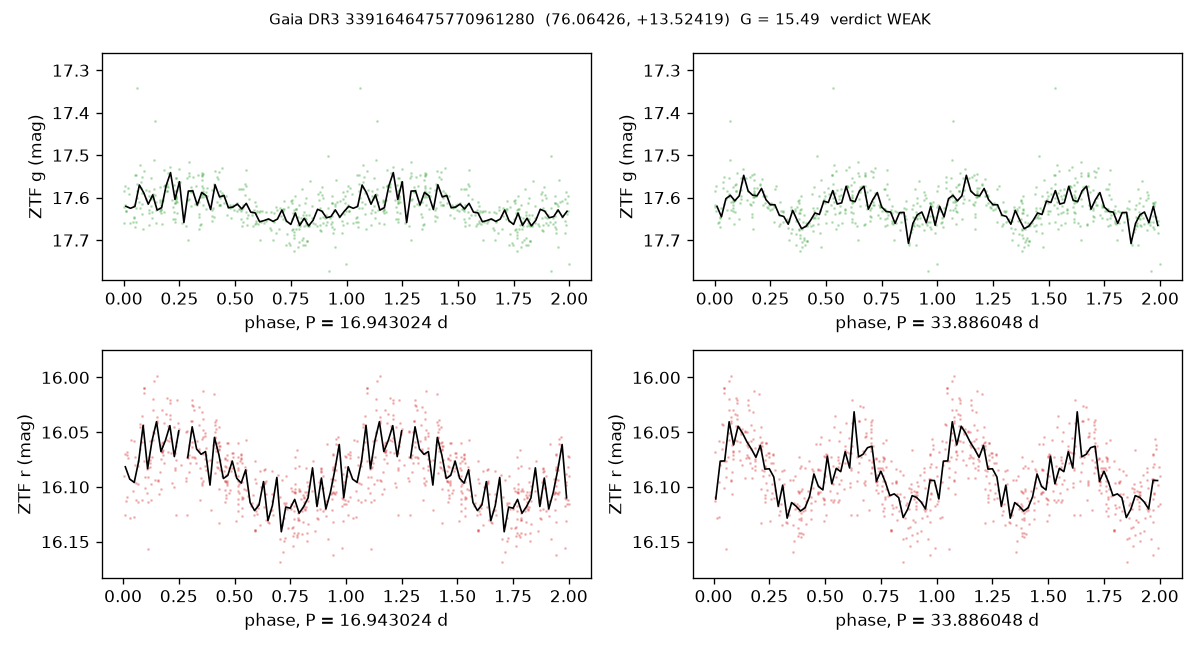 Gaia DR3 3391646475770961280 (76.06426, +13.52419) G = 15.49 verdict WEAK
17.3
17.4
17.5
17.6
17.7
ZTF g (mag)
0.00 0.25 0.50 0.75 1.00 1.25 1.50 1.75 2.00
phase, P = 16.943024 d
17.3
17.4
17.5
17.6
17.7
ZTF g (mag)
0.00 0.25 0.50 0.75 1.00 1.25 1.50 1.75 2.00
phase, P = 33.886048 d
16.00
16.05
16.10
16.15
ZTF r (mag)
0.00 0.25 0.50 0.75 1.00 1.25 1.50 1.75 2.00
phase, P = 16.943024 d
16.00
16.05
16.10
16.15
ZTF r (mag)
0.00 0.25 0.50 0.75 1.00 1.25 1.50 1.75 2.00
phase, P = 33.886048 d